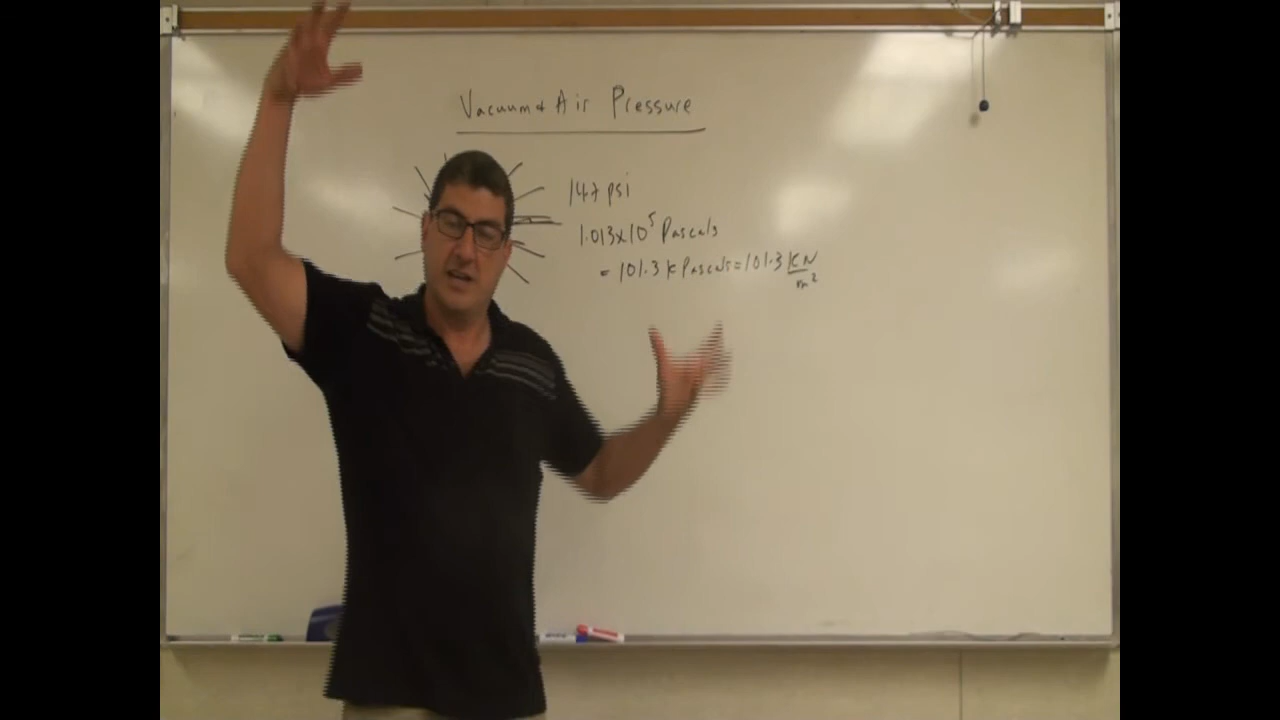 Vacuum & Air Pressure
14.7 psi
1.013x10⁵ Pascals
= 101.3 k Pascals = 101.3 KN/m²